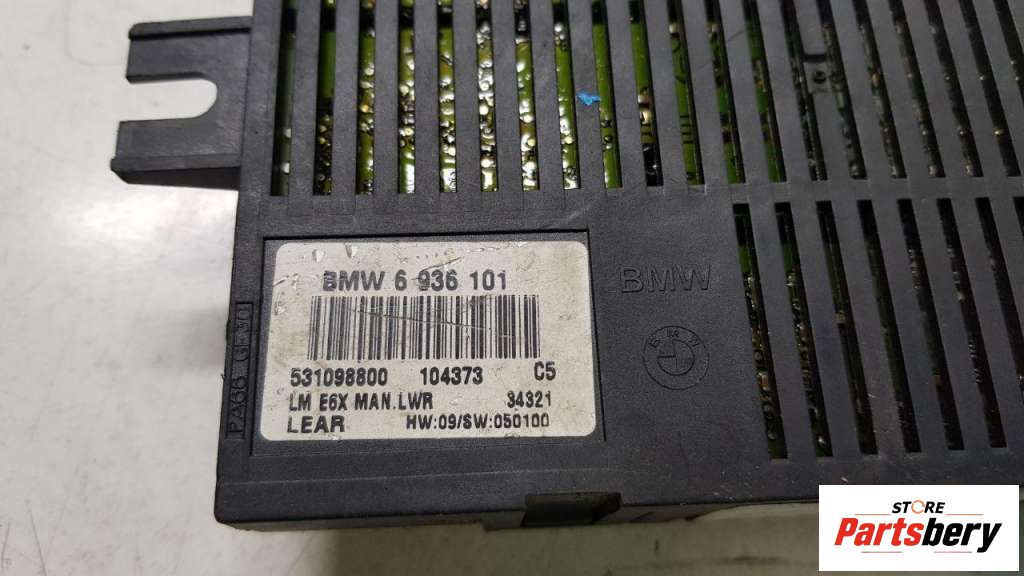 BMW 6 936 101
531098800 104373 C5
LM E6X MAN.LWR 34321
LEAR HW:09/SW:050100
BMW
BMW
STORE
Partsbery